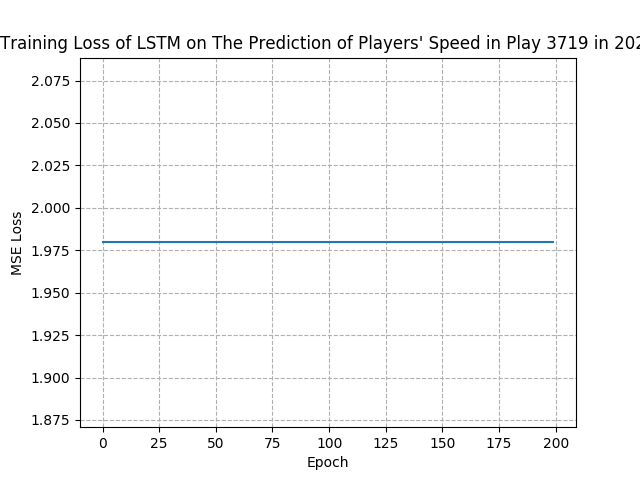 Training Loss of LSTM on The Prediction of Players' Speed in Play 3719 in 202
2.075
2.050
2.025
2.000
1.975
1.950
1.925
1.900
1.875
MSE Loss
0 25 50 75 100 125 150 175 200
Epoch